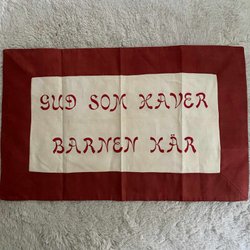 GUD SOM HAVER
BARNEN KÄR